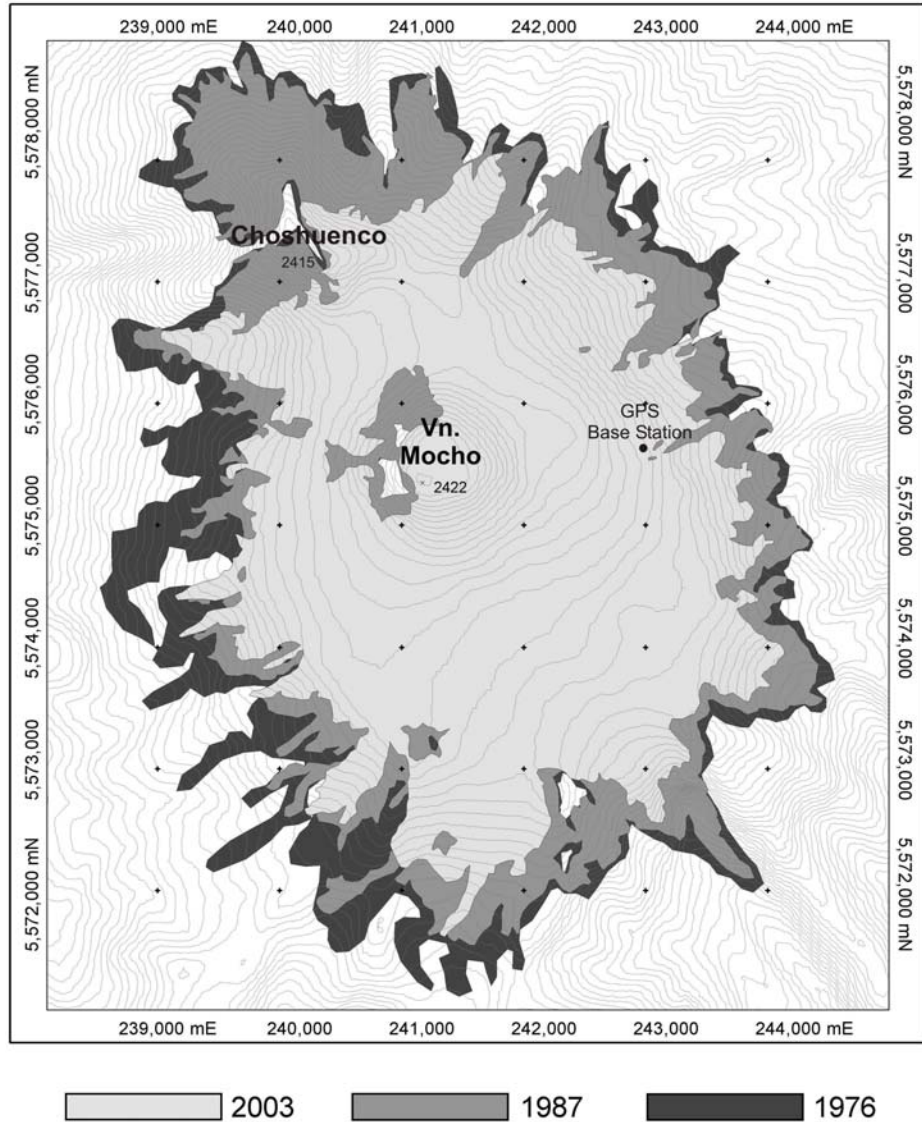 239,000 mE 240,000 241,000 242,000 243,000 244,000 mE
5,578,000 mN
5,577,000
5,576,000
5,575,000
5,574,000
5,573,000
5,572,000 mN
Choshuenco
2415
Vn.
Mocho
2422
GPS
Base Station
5,578,000 mN
5,577,000
5,576,000
5,575,000
5,574,000
5,573,000
5,572,000 mN
239,000 mE 240,000 241,000 242,000 243,000 244,000 mE
2003 1987 1976